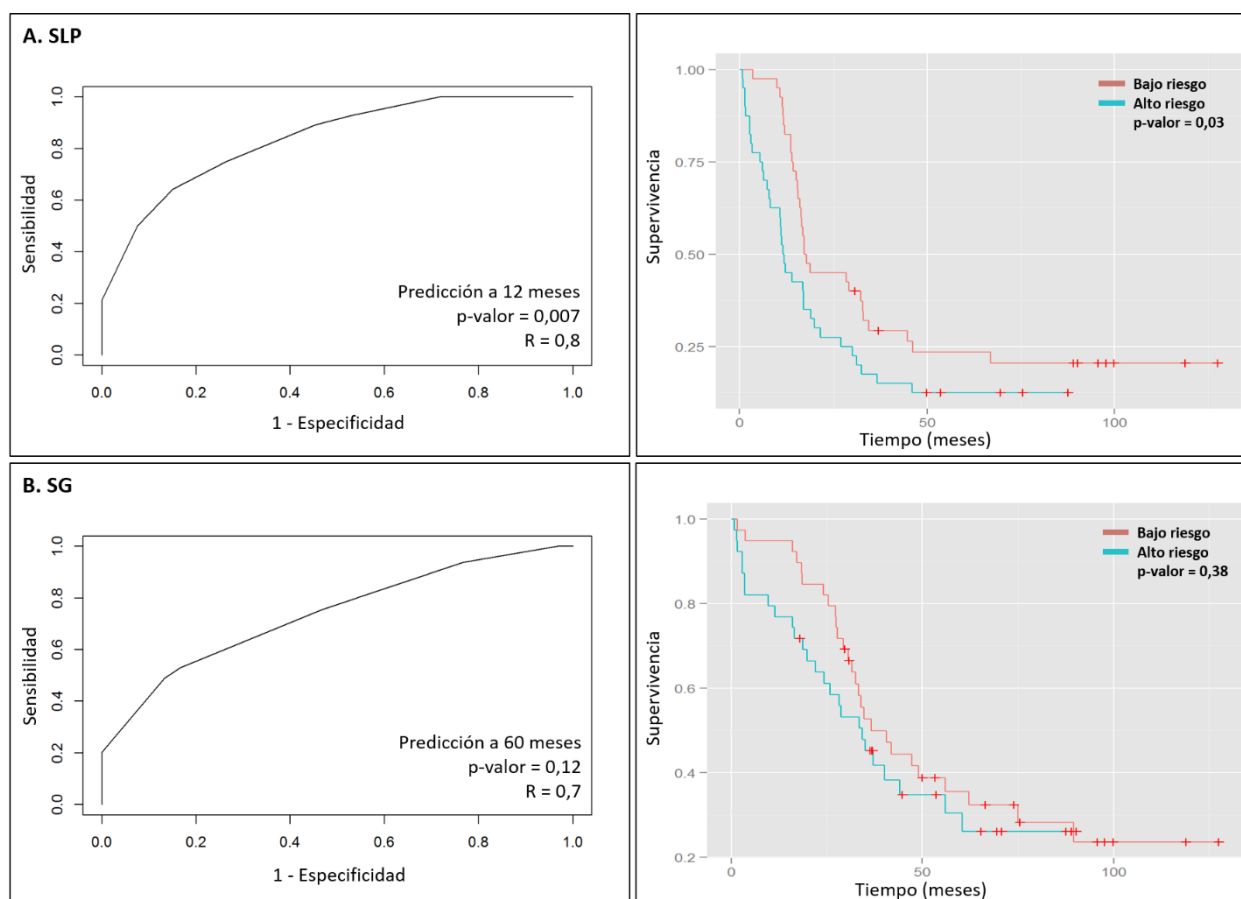 A. SLP
Sensibilidad
0.0
0.2
0.4
0.6
0.8
1.0
Predicción a 12 meses
p-valor = 0,007
R = 0,8
0.0 0.2 0.4 0.6 0.8 1.0
1 - Especificidad
Supervivencia
1.00
0.75
0.50
0.25
Bajo riesgo
Alto riesgo
p-valor = 0,03
0 50 100
Tiempo (meses)
B. SG
Sensibilidad
0.0
0.2
0.4
0.6
0.8
1.0
Predicción a 60 meses
p-valor = 0,12
R = 0,7
0.0 0.2 0.4 0.6 0.8 1.0
1 - Especificidad
Supervivencia
1.0
0.8
0.6
0.4
0.2
Bajo riesgo
Alto riesgo
p-valor = 0,38
0 50 100
Tiempo (meses)